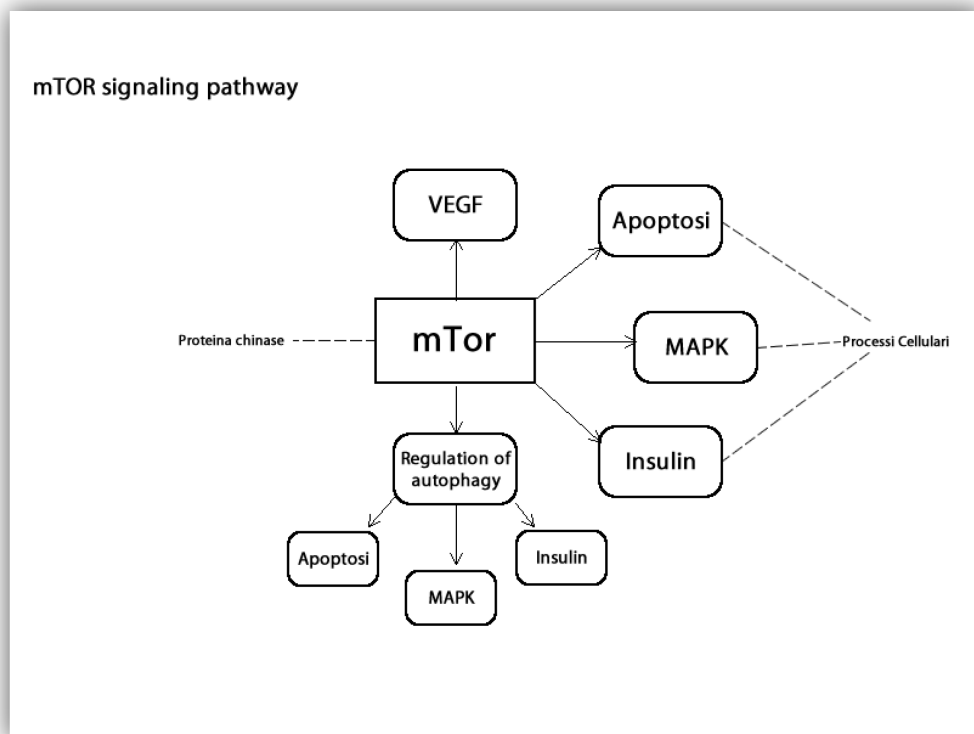 mTOR signaling pathway
VEGF
Apoptosi
Proteina chinase
mTor
MAPK
Processi Cellulari
Insulin
Regulation of
autophagy
Apoptosi
MAPK
Insulin